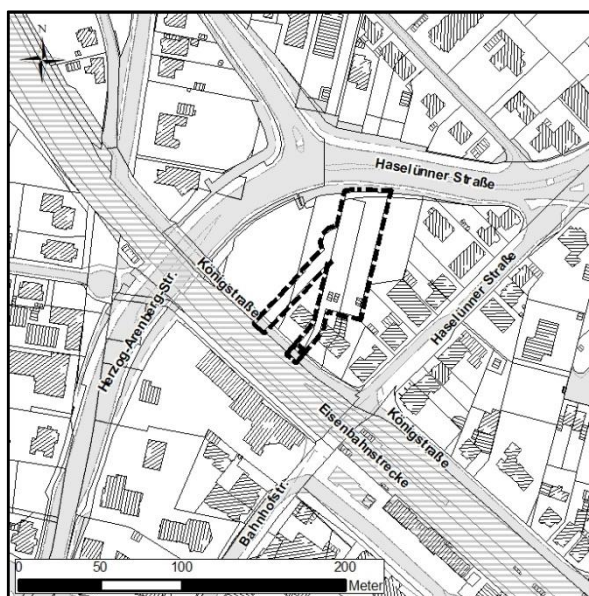 N
Haselünner Straße
Königstraße
Haselünner Straße
Herzog-Arenberg-Str.
Königstraße
Eisenbahnstrecke
Bahnhofstr.
0 50 100 200
Meter